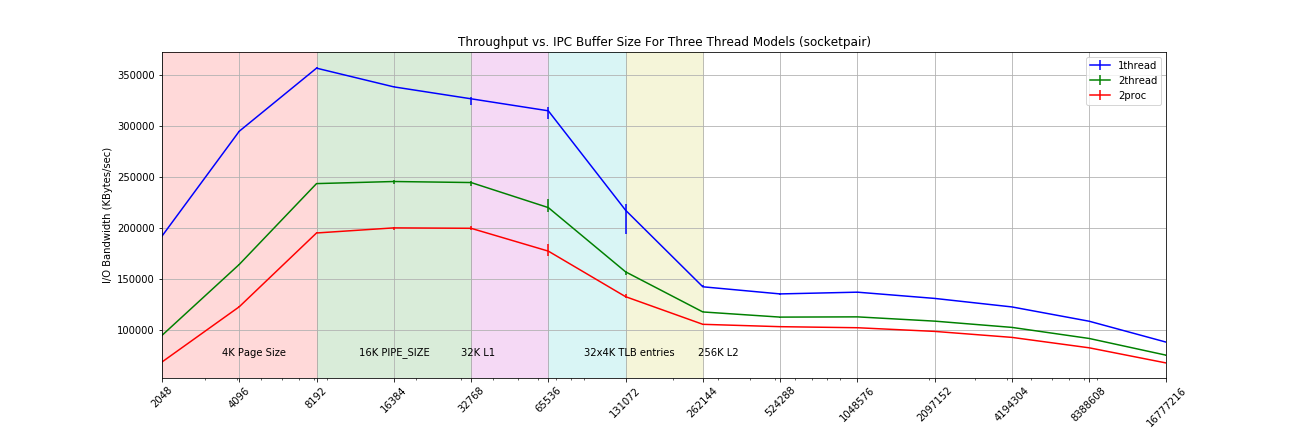 Throughput vs. IPC Buffer Size For Three Thread Models (socketpair)
I/O Bandwidth (KBytes/sec)
350000
300000
250000
200000
150000
100000
1thread
2thread
2proc
4K Page Size
16K PIPE_SIZE
32K L1
32x4K TLB entries
256K L2
2048
4096
8192
16384
32768
65536
131072
262144
524288
1048576
2097152
4194304
8388608
16777216